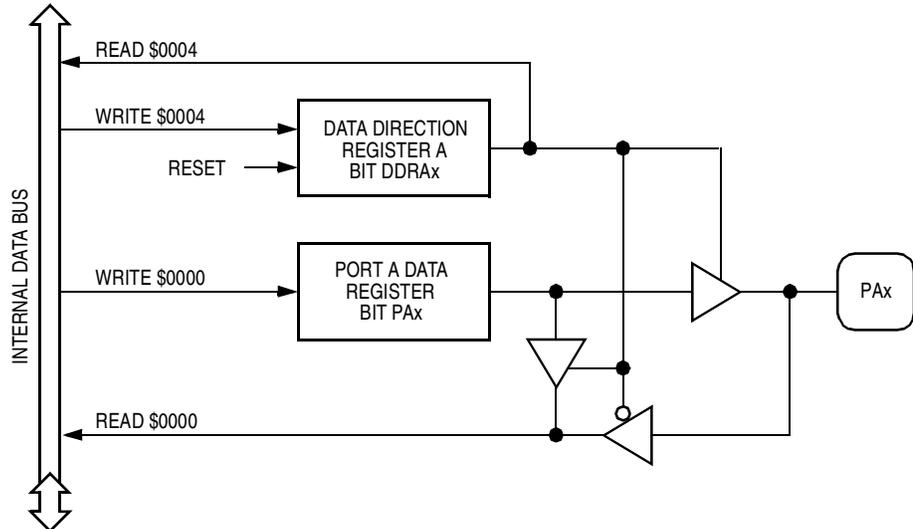 READ $0004
WRITE $0004
DATA DIRECTION
REGISTER A
BIT DDRAx
RESET
INTERNAL DATA BUS
WRITE $0000
PORT A DATA
REGISTER
BIT PAx
PAx
READ $0000